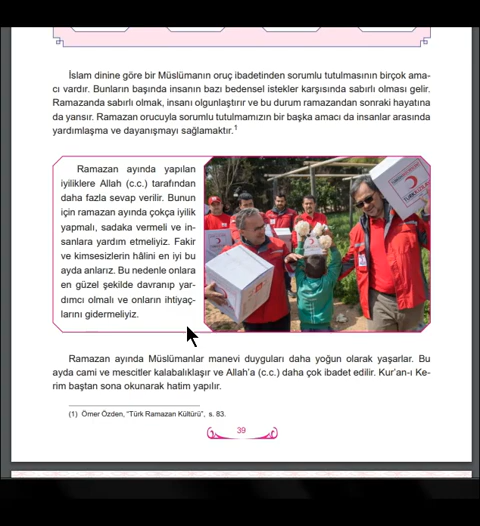 İslam dinine göre bir Müslümanın oruç ibadetinden sorumlu tutulmasının birçok ama-
cı vardır. Bunların başında insanın bazı bedensel istekler karşısında sabırlı olması gelir.
Ramazanda sabırlı olmak, insanı olgunlaştırır ve bu durum ramazandan sonraki hayatına
da yansır. Ramazan orucuyla sorumlu tutulmamızın bir başka amacı da insanlar arasında
yardımlaşma ve dayanışmayı sağlamaktır.¹
Ramazan ayında yapılan
iyiliklere Allah (c.c.) tarafından
daha fazla sevap verilir. Bunun
için ramazan ayında çokça iyilik
yapmalı, sadaka vermeli ve in-
sanlara yardım etmeliyiz. Fakir
ve kimsesizlerin hâlini en iyi bu
ayda anlarız. Bu nedenle onlara
en güzel şekilde davranıp yar-
dımcı olmalı ve onların ihtiyaç-
larını gidermeliyiz.
Ramazan ayında Müslümanlar manevi duyguları daha yoğun olarak yaşarlar. Bu
ayda cami ve mescitler kalabalıklaşır ve Allah'a (c.c.) daha çok ibadet edilir. Kur'an-ı Ke-
rim baştan sona okunarak hatim yapılır.
(1) Ömer Özden, "Türk Ramazan Kültürü", s. 83.
39